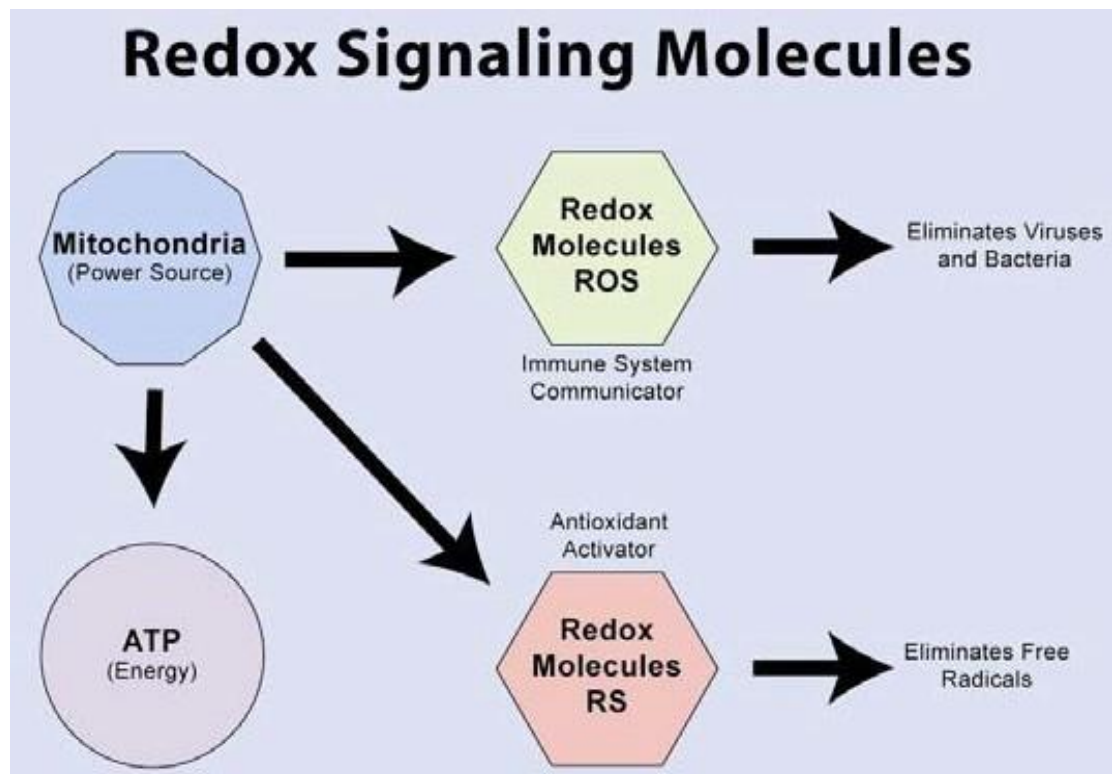 Redox Signaling Molecules
Mitochondria
(Power Source)
Redox
Molecules
ROS
Immune System
Communicator
Eliminates Viruses
and Bacteria
ATP
(Energy)
Antioxidant
Activator
Redox
Molecules
RS
Eliminates Free
Radicals